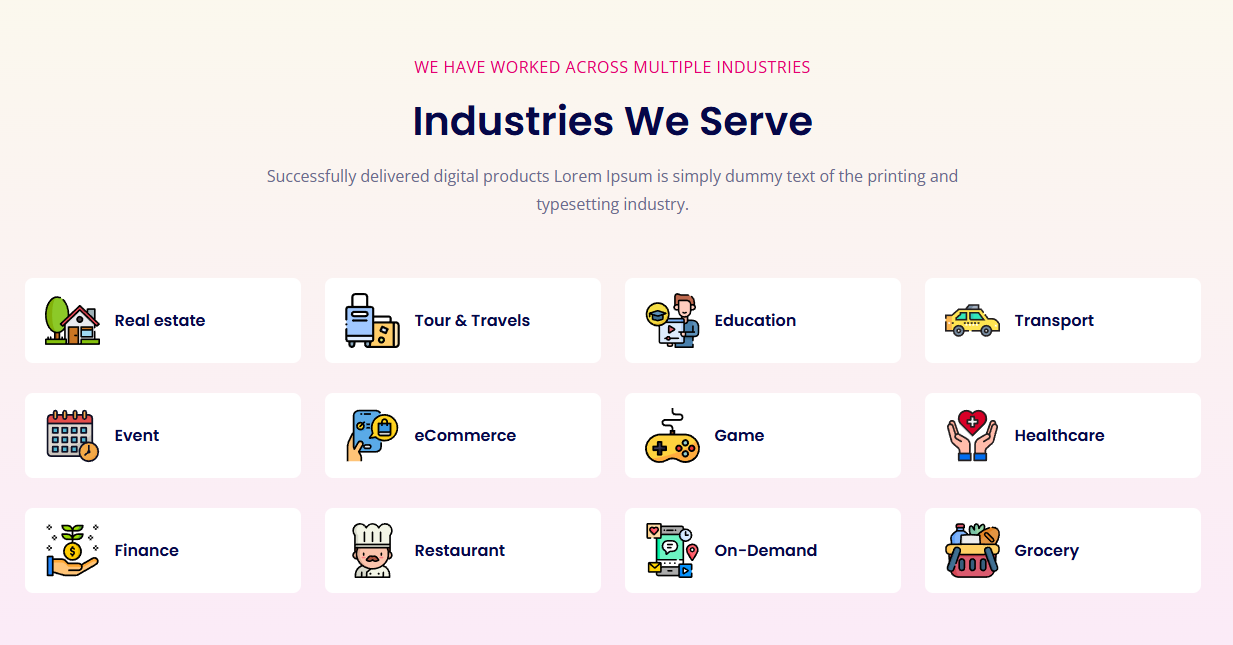 WE HAVE WORKED ACROSS MULTIPLE INDUSTRIES
Industries We Serve
Successfully delivered digital products Lorem Ipsum is simply dummy text of the printing and
typesetting industry.
Real estate
Tour & Travels
Education
Transport
Event
eCommerce
Game
Healthcare
Finance
Restaurant
On-Demand
Grocery